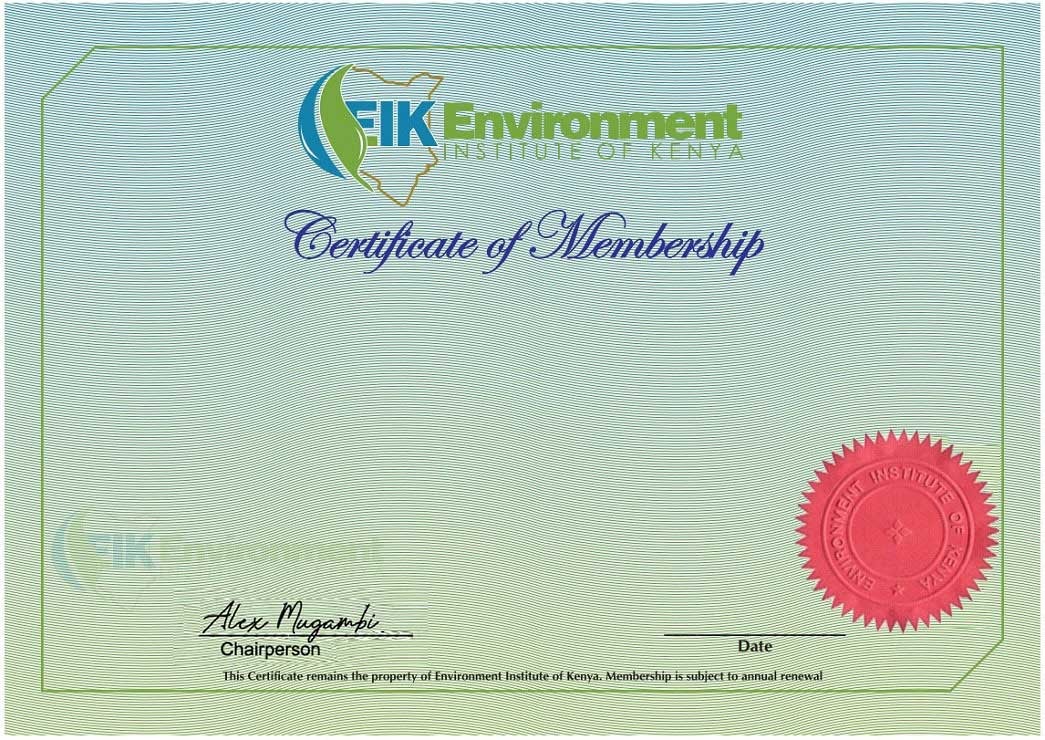 EIK Environment
INSTITUTE OF KENYA
Certificate of Membership
ENVIRONMENT INSTITUTE OF KENYA
EIK Environment
Alex Mugambi
Chairperson
Date
This Certificate remains the property of Environment Institute of Kenya. Membership is subject to annual renewal